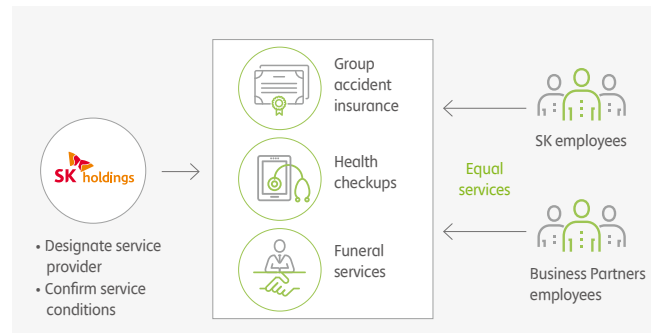 SK holdings
• Designate service
provider
• Confirm service
conditions
Group
accident
insurance
Health
checkups
Funeral
services
Equal
services
SK employees
Business Partners
employees